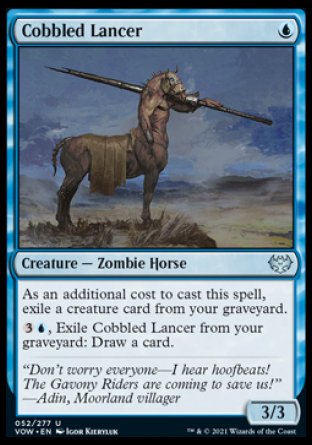 Cobbled Lancer
Creature — Zombie Horse
As an additional cost to cast this spell,
exile a creature card from your graveyard.
3, Exile Cobbled Lancer from your
graveyard: Draw a card.
“Don't worry everyone—I hear hoofbeats!
The Gavony Riders are coming to save us!”
—Adin, Moorland villager
3/3
052/277 U
VOW • EN Igor Kieryluk
™ & © 2021 Wizards of the Coast